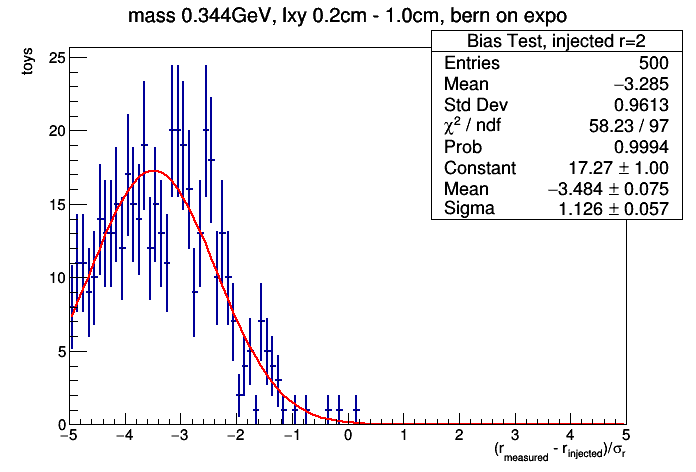 mass 0.344GeV, lxy 0.2cm - 1.0cm, bern on expo
Bias Test, injected r=2
Entries 500
Mean −3.285
Std Dev 0.9613
χ² / ndf 58.23 / 97
Prob 0.9994
Constant 17.27 ± 1.00
Mean −3.484 ± 0.075
Sigma 1.126 ± 0.057
toys
25
20
15
10
5
0
−5 −4 −3 −2 −1 0 1 2 3 4 5
(r_measured - r_injected)/σ_r